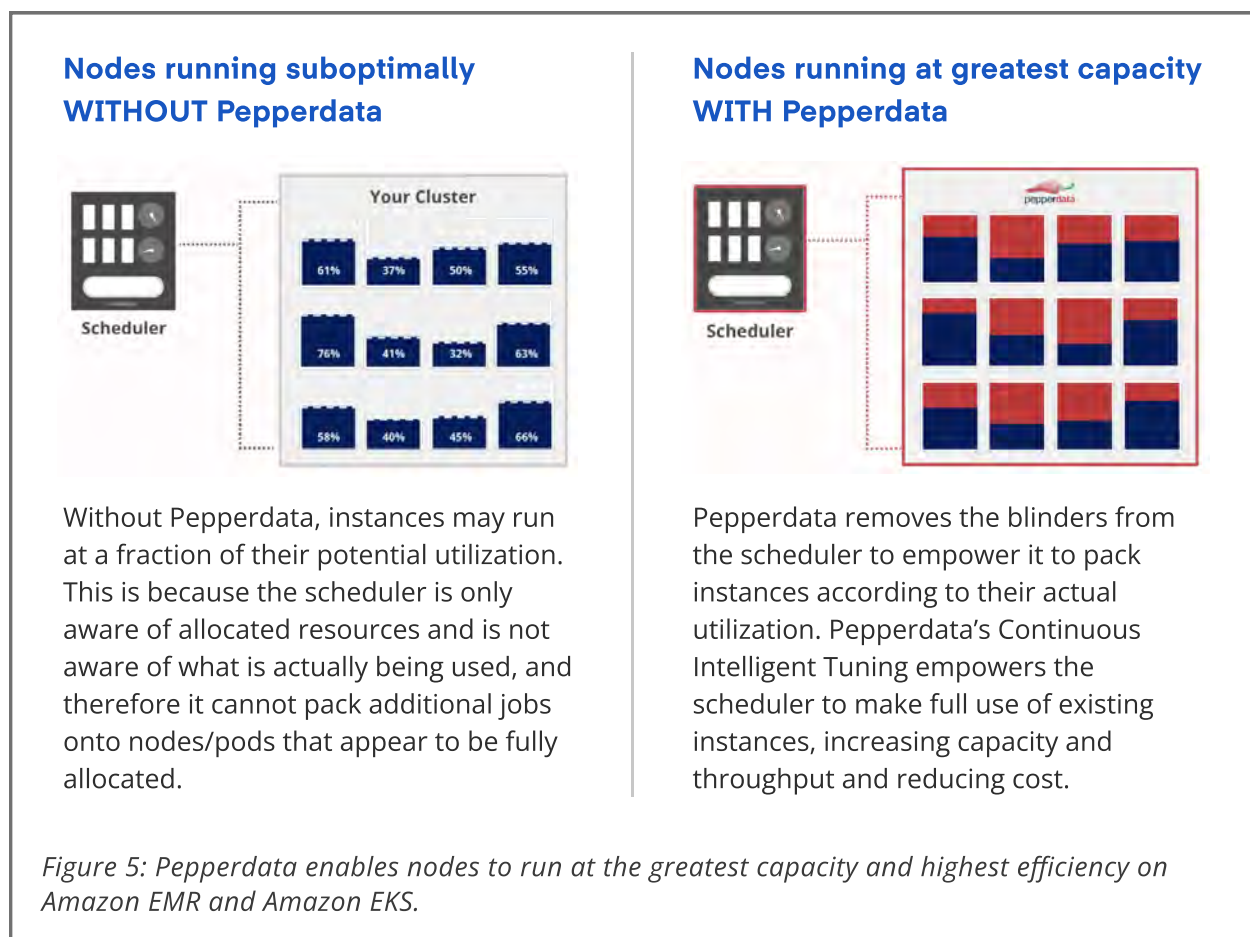 Nodes running suboptimally
WITHOUT Pepperdata
Your Cluster
61% 37% 50% 55%
76% 41% 32% 63%
58% 40% 45% 66%
Scheduler
Without Pepperdata, instances may run
at a fraction of their potential utilization.
This is because the scheduler is only
aware of allocated resources and is not
aware of what is actually being used, and
therefore it cannot pack additional jobs
onto nodes/pods that appear to be fully
allocated.
Nodes running at greatest capacity
WITH Pepperdata
pepperdata
Scheduler
Pepperdata removes the blinders from
the scheduler to empower it to pack
instances according to their actual
utilization. Pepperdata’s Continuous
Intelligent Tuning empowers the
scheduler to make full use of existing
instances, increasing capacity and
throughput and reducing cost.
Figure 5: Pepperdata enables nodes to run at the greatest capacity and highest efficiency on
Amazon EMR and Amazon EKS.